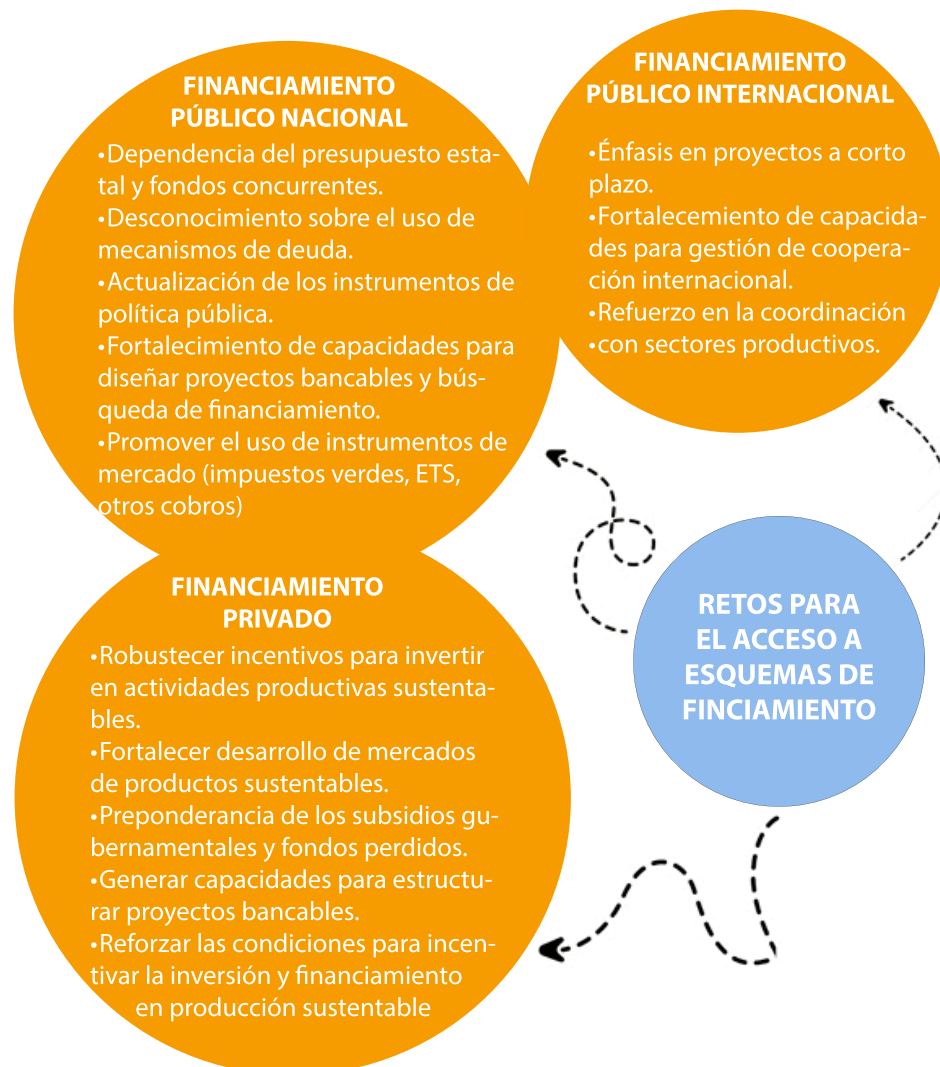 FINANCIAMIENTO
PÚBLICO NACIONAL
•Dependencia del presupuesto esta-
tal y fondos concurrentes.
•Desconocimiento sobre el uso de
mecanismos de deuda.
•Actualización de los instrumentos de
política pública.
•Fortalecimiento de capacidades para
diseñar proyectos bancables y bús-
queda de financiamiento.
•Promover el uso de instrumentos de
mercado (impuestos verdes, ETS,
otros cobros)
FINANCIAMIENTO
PÚBLICO INTERNACIONAL
•Énfasis en proyectos a corto
plazo.
•Fortalecemiento de capacida-
des para gestión de coopera-
ción internacional.
•Refuerzo en la coordinación
•con sectores productivos.
FINANCIAMIENTO
PRIVADO
•Robustecer incentivos para invertir
en actividades productivas sustenta-
bles.
•Fortalecer desarrollo de mercados
de productos sustentables.
•Preponderancia de los subsidios gu-
bernamentales y fondos perdidos.
•Generar capacidades para estructu-
rar proyectos bancables.
•Reforzar las condiciones para incen-
tivar la inversión y financiamiento
en producción sustentable
RETOS PARA
EL ACCESO A
ESQUEMAS DE
FINCIAMIENTO